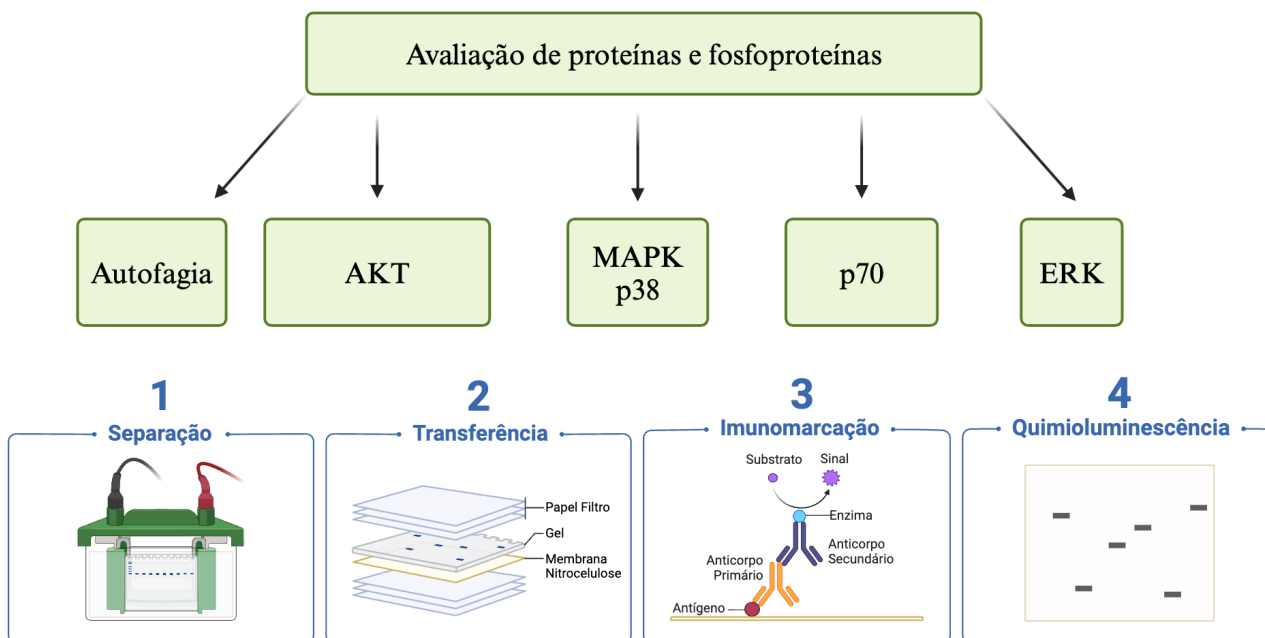 Avaliação de proteínas e fosfoproteínas
Autofagia
AKT
MAPK
p38
p70
ERK
1
Separação
2
Transferência
Papel Filtro
Gel
Membrana
Nitrocelulose
3
Imunomarcação
Substrato
Sinal
Enzima
Anticorpo
Secundário
Anticorpo
Primário
Antígeno
4
Quimioluminescência